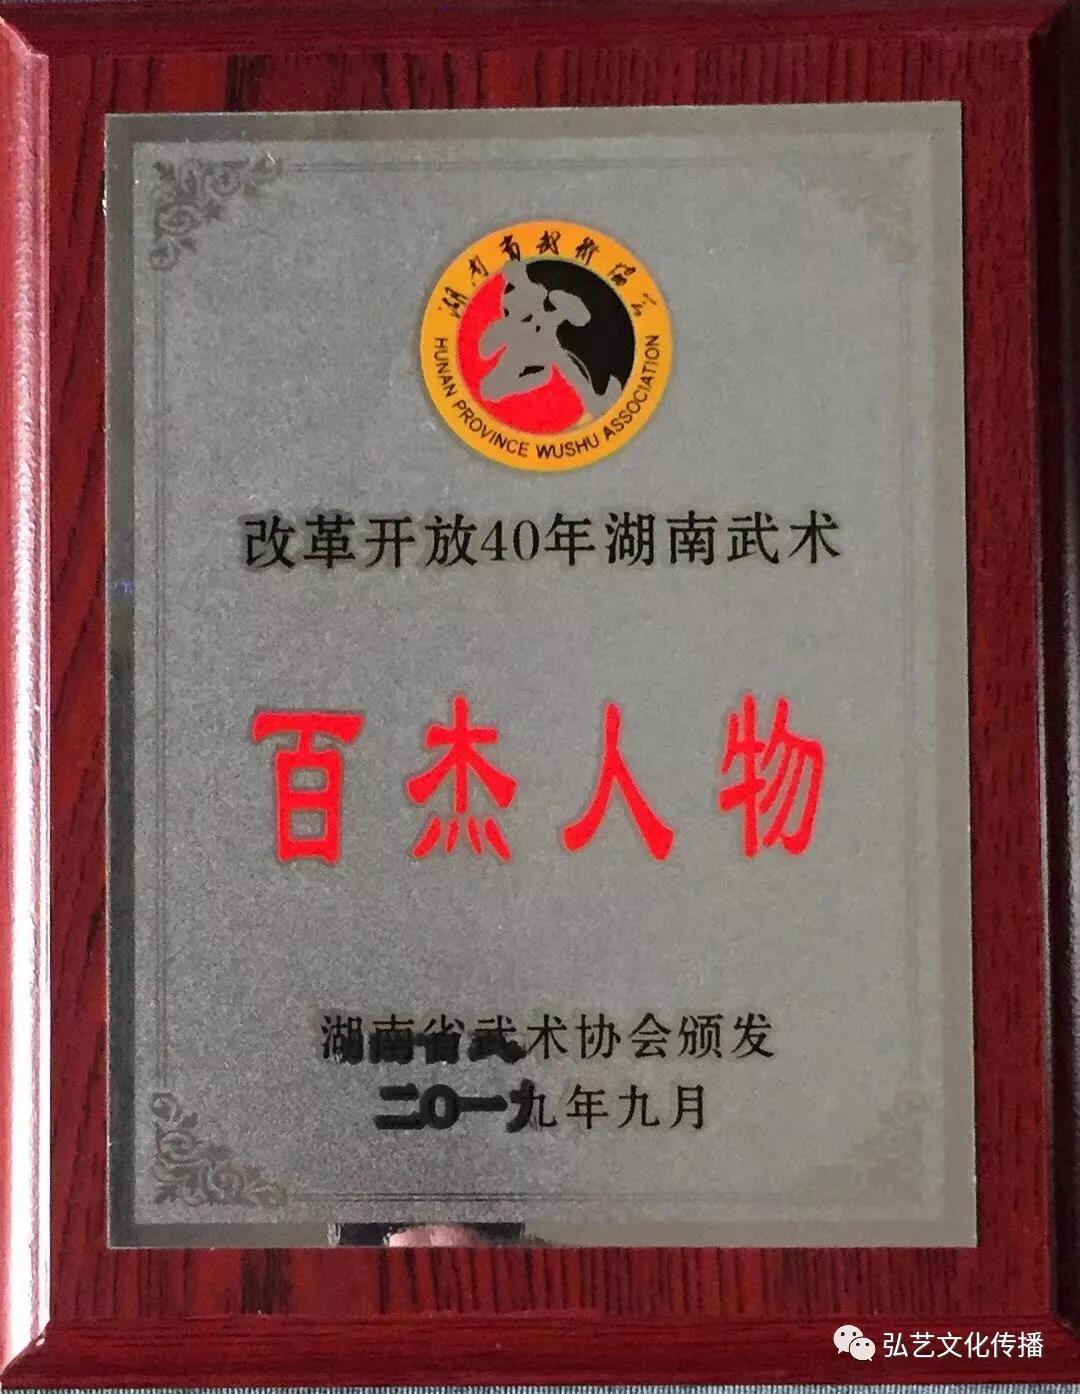 湖南省武术协会
HUNAN PROVINCE WUSHU ASSOCIATION
改革开放40年湖南武术
百杰人物
湖南省武术协会颁发
二〇一九年九月
弘艺文化传播